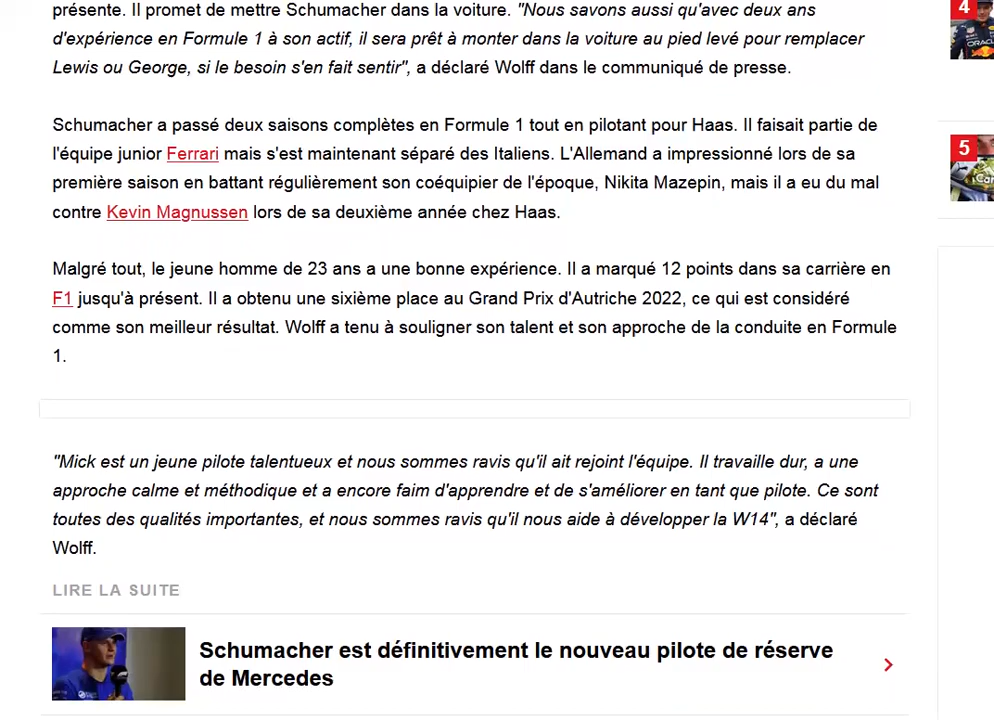 présente. Il promet de mettre Schumacher dans la voiture. "Nous savons aussi qu'avec deux ans
d'expérience en Formule 1 à son actif, il sera prêt à monter dans la voiture au pied levé pour remplacer
Lewis ou George, si le besoin s'en fait sentir", a déclaré Wolff dans le communiqué de presse.
Schumacher a passé deux saisons complètes en Formule 1 tout en pilotant pour Haas. Il faisait partie de
l'équipe junior Ferrari mais s'est maintenant séparé des Italiens. L'Allemand a impressionné lors de sa
première saison en battant régulièrement son coéquipier de l'époque, Nikita Mazepin, mais il a eu du mal
contre Kevin Magnussen lors de sa deuxième année chez Haas.
Malgré tout, le jeune homme de 23 ans a une bonne expérience. Il a marqué 12 points dans sa carrière en
F1 jusqu'à présent. Il a obtenu une sixième place au Grand Prix d'Autriche 2022, ce qui est considéré
comme son meilleur résultat. Wolff a tenu à souligner son talent et son approche de la conduite en Formule
1.
"Mick est un jeune pilote talentueux et nous sommes ravis qu'il ait rejoint l'équipe. Il travaille dur, a une
approche calme et méthodique et a encore faim d'apprendre et de s'améliorer en tant que pilote. Ce sont
toutes des qualités importantes, et nous sommes ravis qu'il nous aide à développer la W14", a déclaré
Wolff.
LIRE LA SUITE
Schumacher est définitivement le nouveau pilote de réserve
de Mercedes
4
ORACLE
5